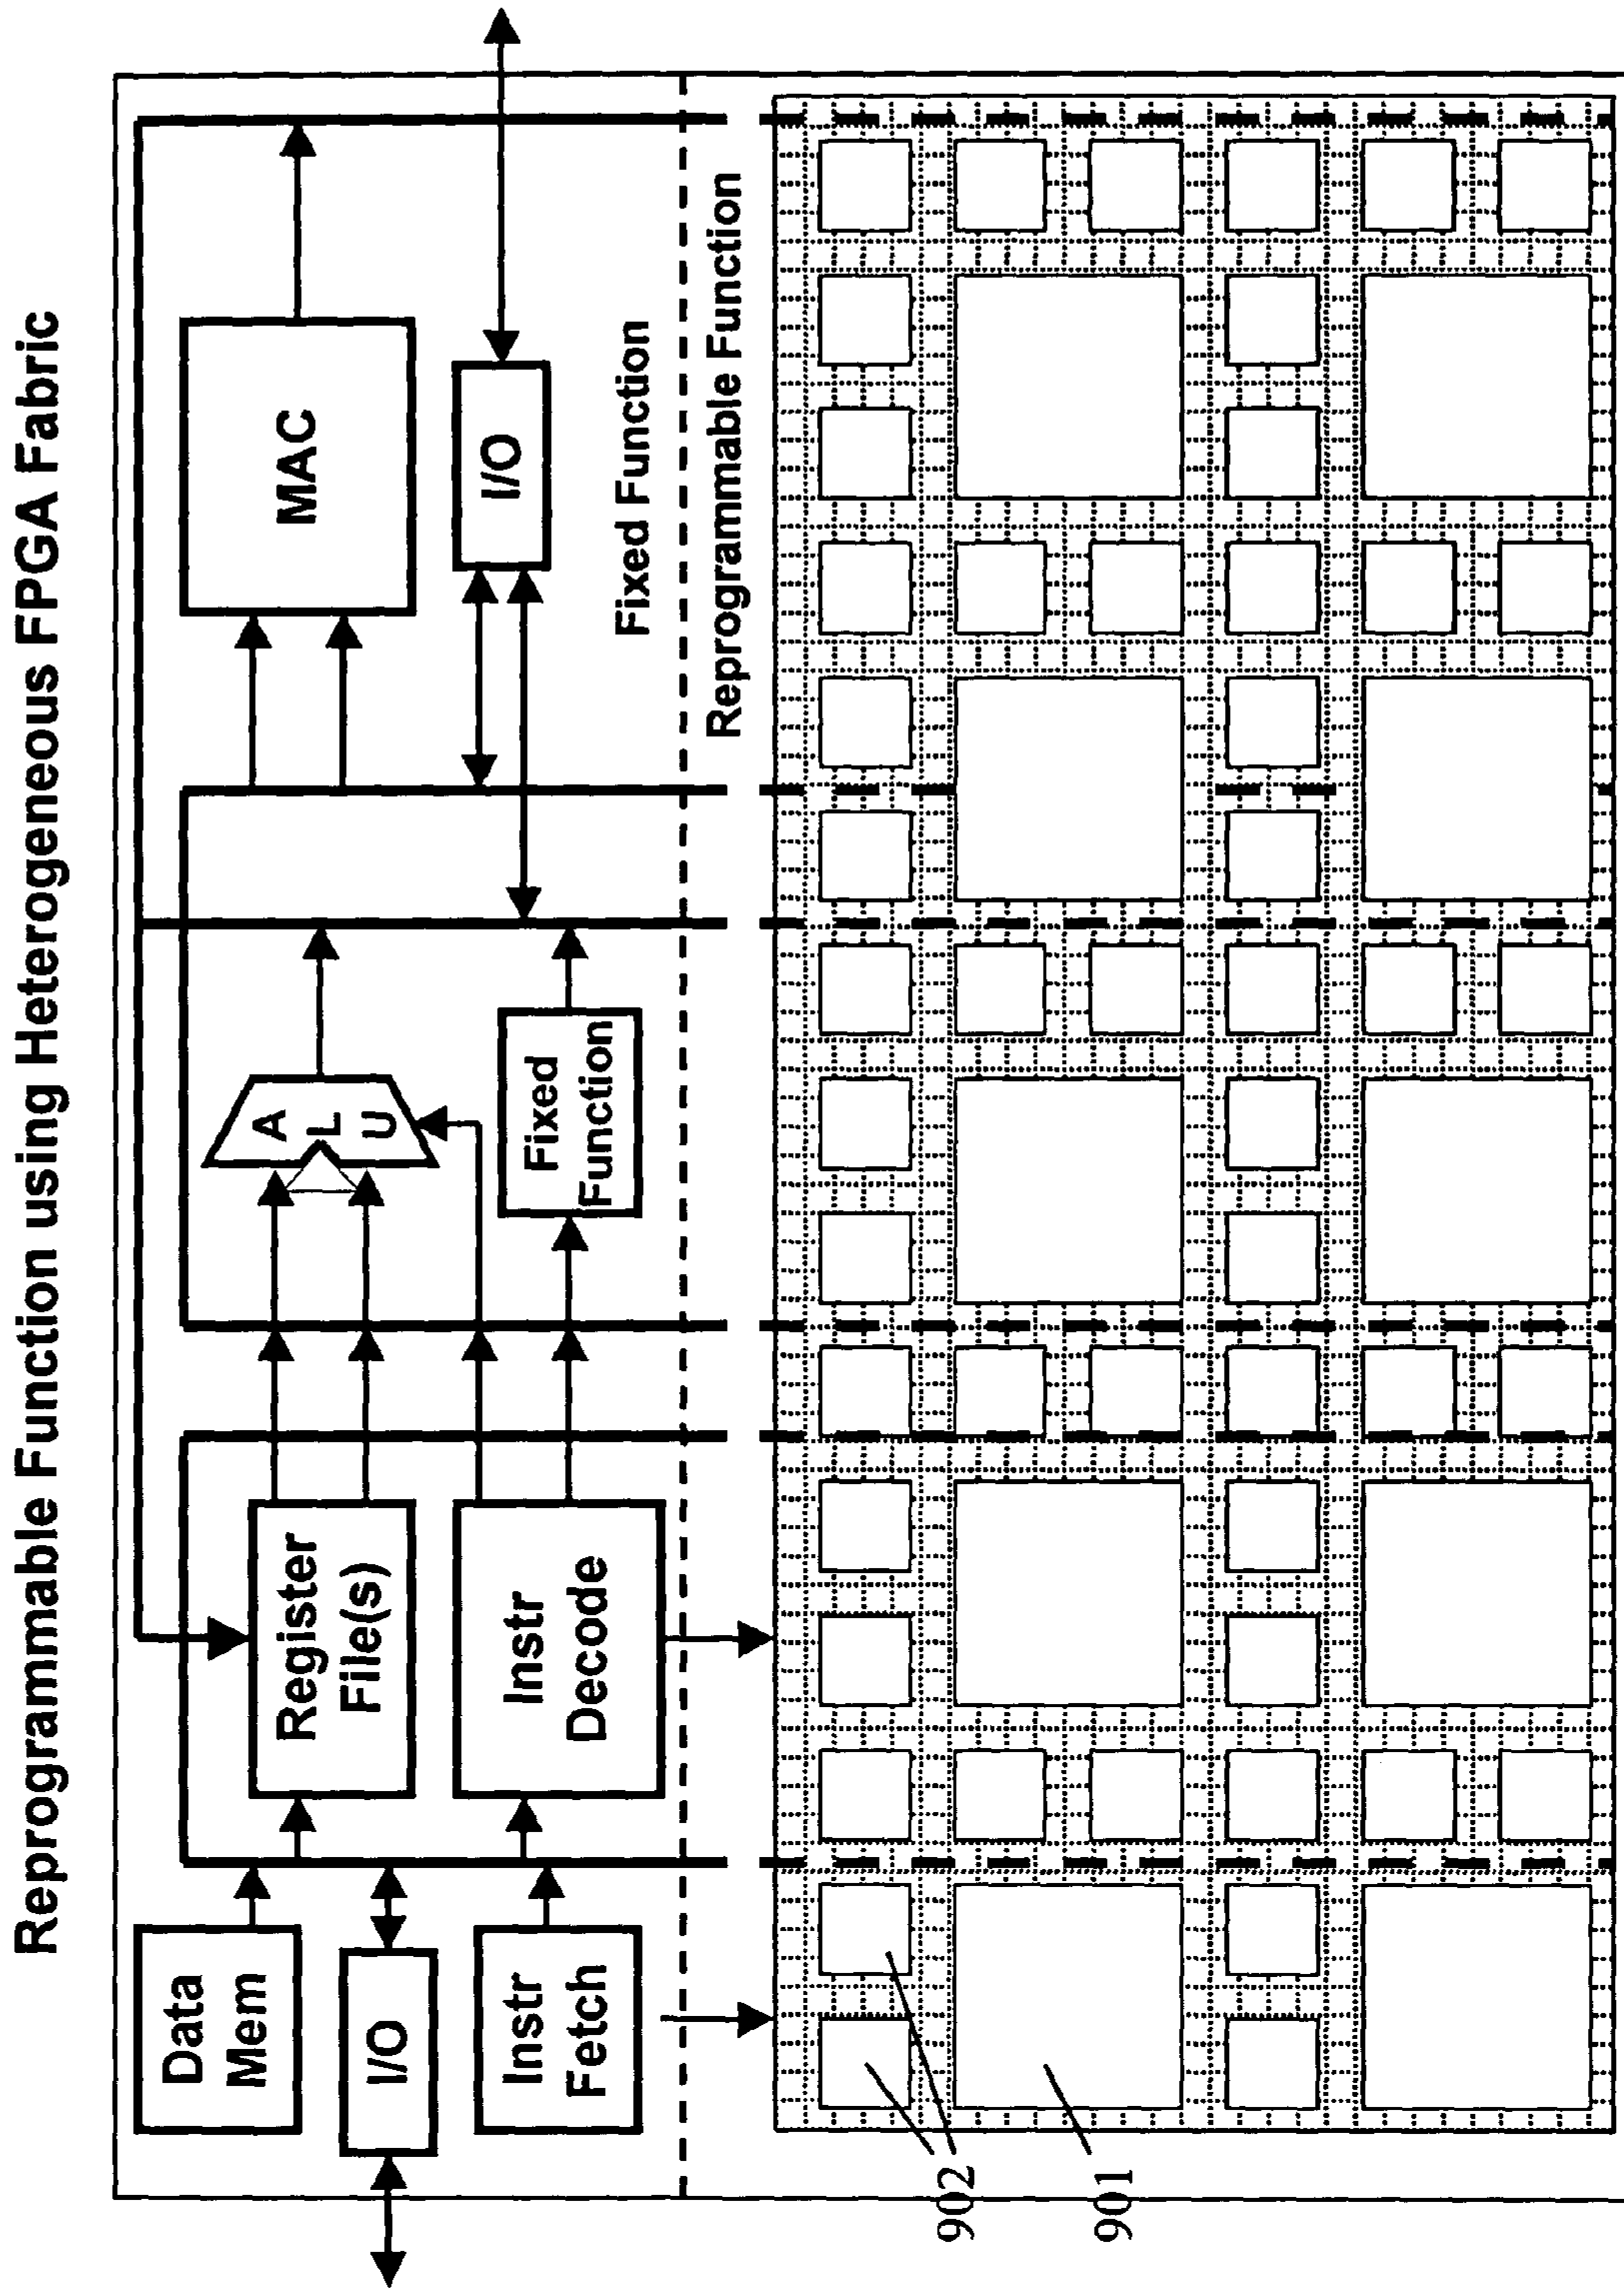 Reprogrammable Function using Heterogeneous FPGA Fabric
Data
Mem
I/O
Instr
Fetch
Register
File(s)
Instr
Decode
A
L
U
Fixed
Function
MAC
I/O
Fixed Function
Reprogrammable Function
902
901